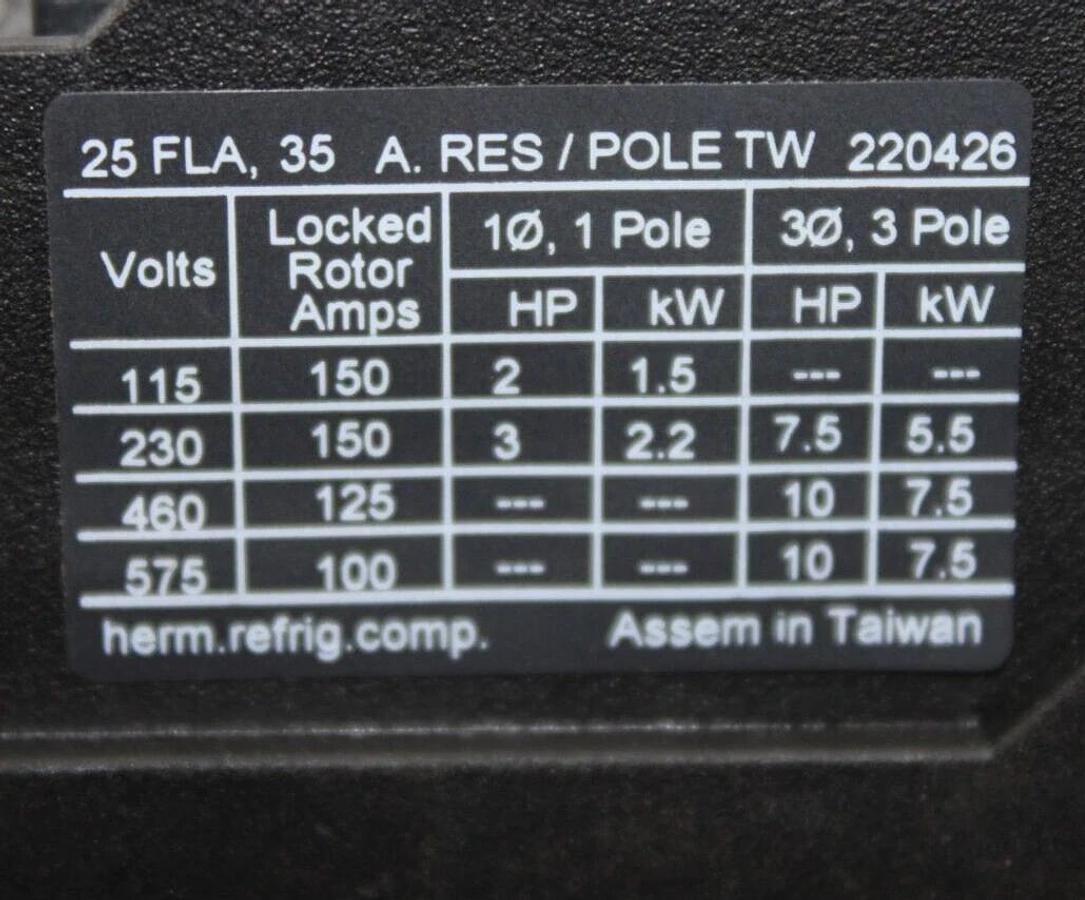 25 FLA, 35 A. RES / POLE TW 220426
Volts Locked Rotor Amps 1Ø, 1 Pole 3Ø, 3 Pole
HP kW HP kW
115 150 2 1.5 --- ---
230 150 3 2.2 7.5 5.5
460 125 --- --- 10 7.5
575 100 --- --- 10 7.5
herm.refrig.comp. Assem in Taiwan